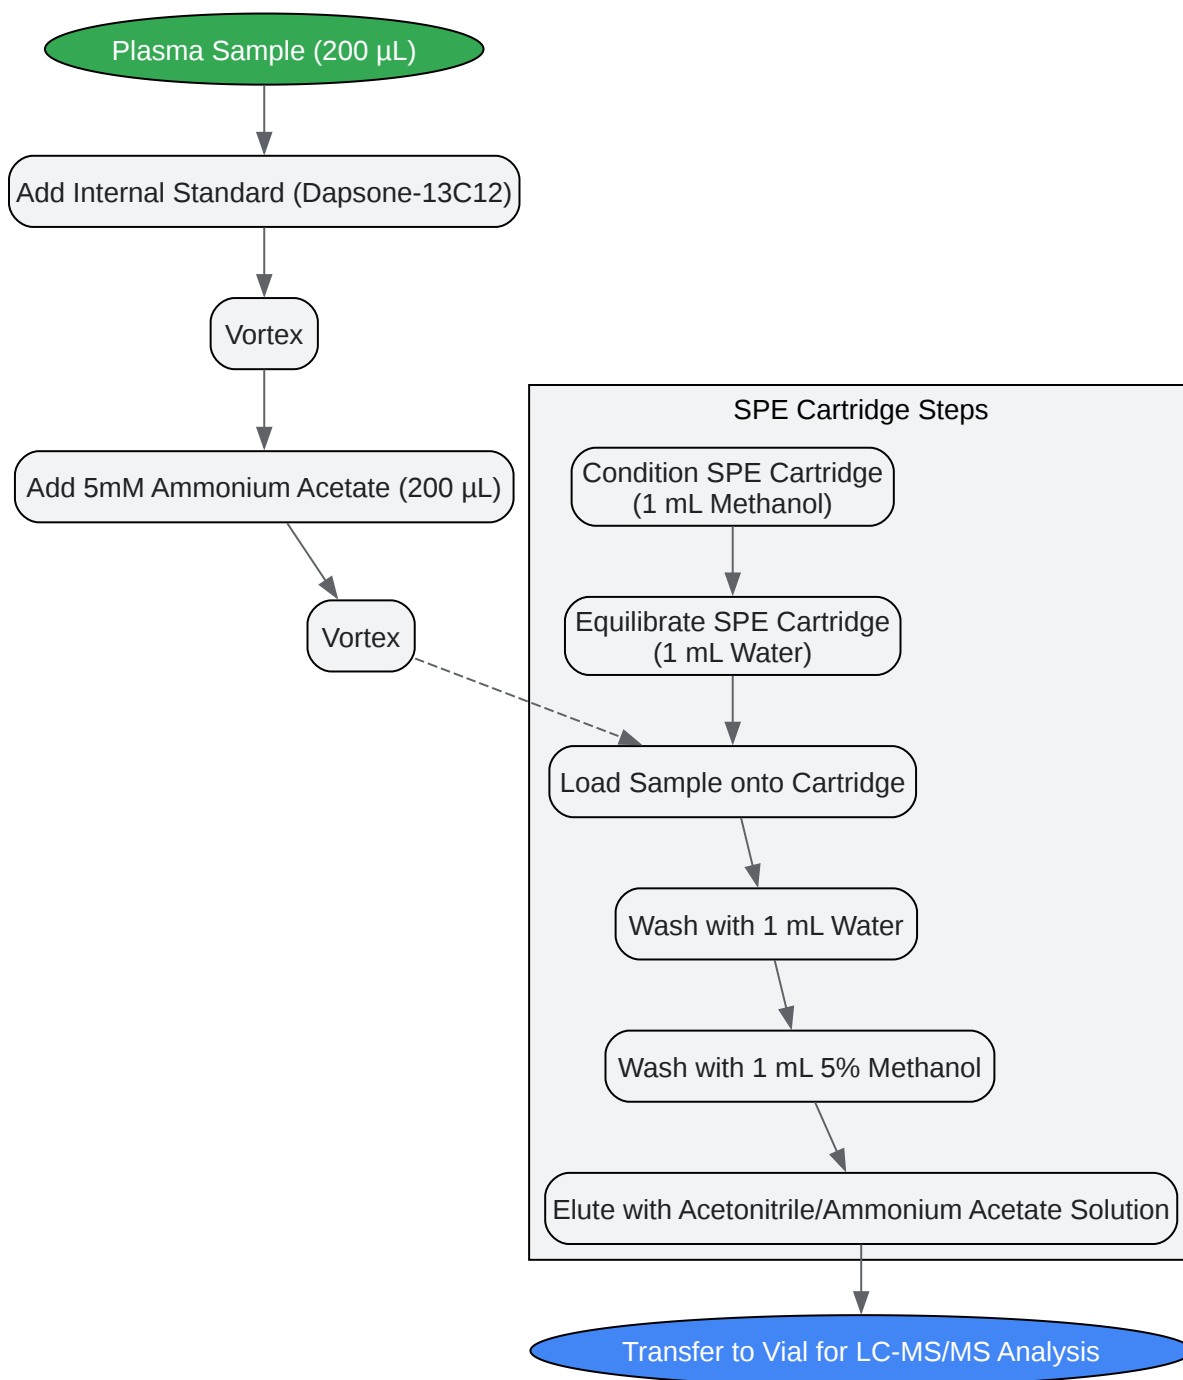 Plasma Sample (200 µL)
Add Internal Standard (Dapsone-13C12)
Vortex
Add 5mM Ammonium Acetate (200 µL)
Vortex
SPE Cartridge Steps
Condition SPE Cartridge
(1 mL Methanol)
Equilibrate SPE Cartridge
(1 mL Water)
Load Sample onto Cartridge
Wash with 1 mL Water
Wash with 1 mL 5% Methanol
Elute with Acetonitrile/Ammonium Acetate Solution
Transfer to Vial for LC-MS/MS Analysis